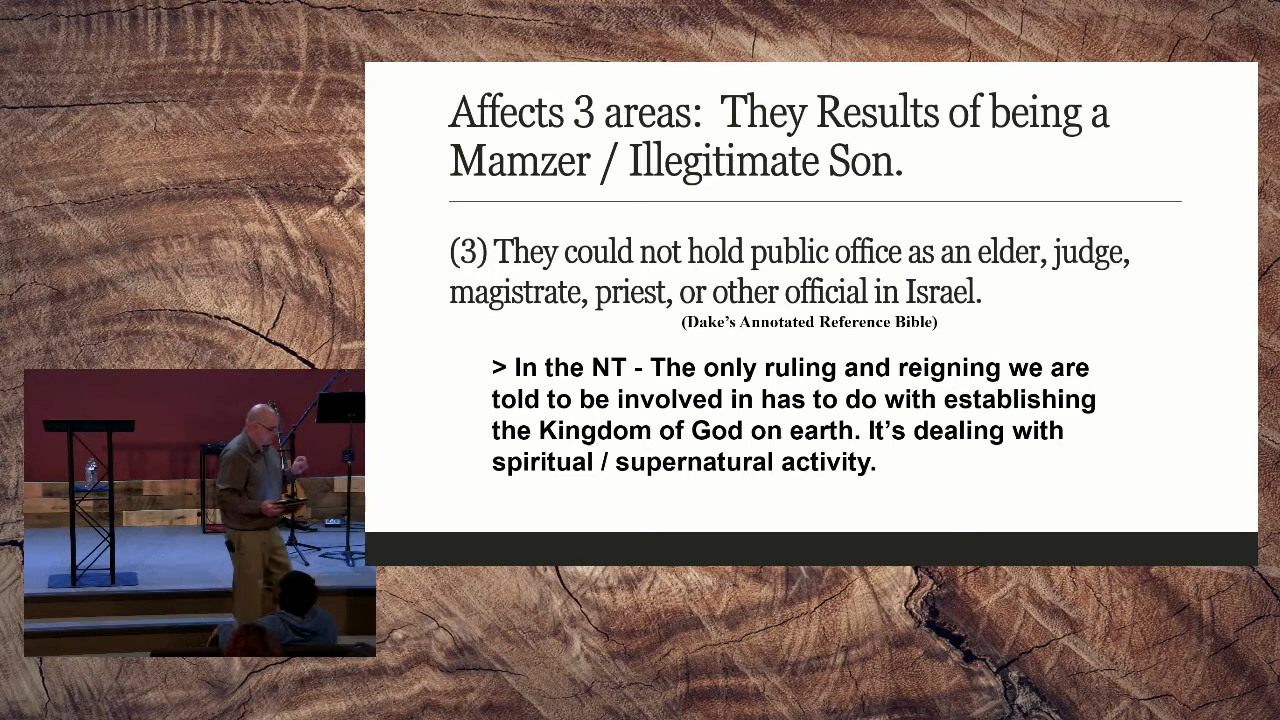 Affects 3 areas:  They Results of being a
Mamzer / Illegitimate Son.
(3) They could not hold public office as an elder, judge,
magistrate, priest, or other official in Israel.
(Dake's Annotated Reference Bible)
> In the NT - The only ruling and reigning we are
told to be involved in has to do with establishing
the Kingdom of God on earth. It's dealing with
spiritual / supernatural activity.